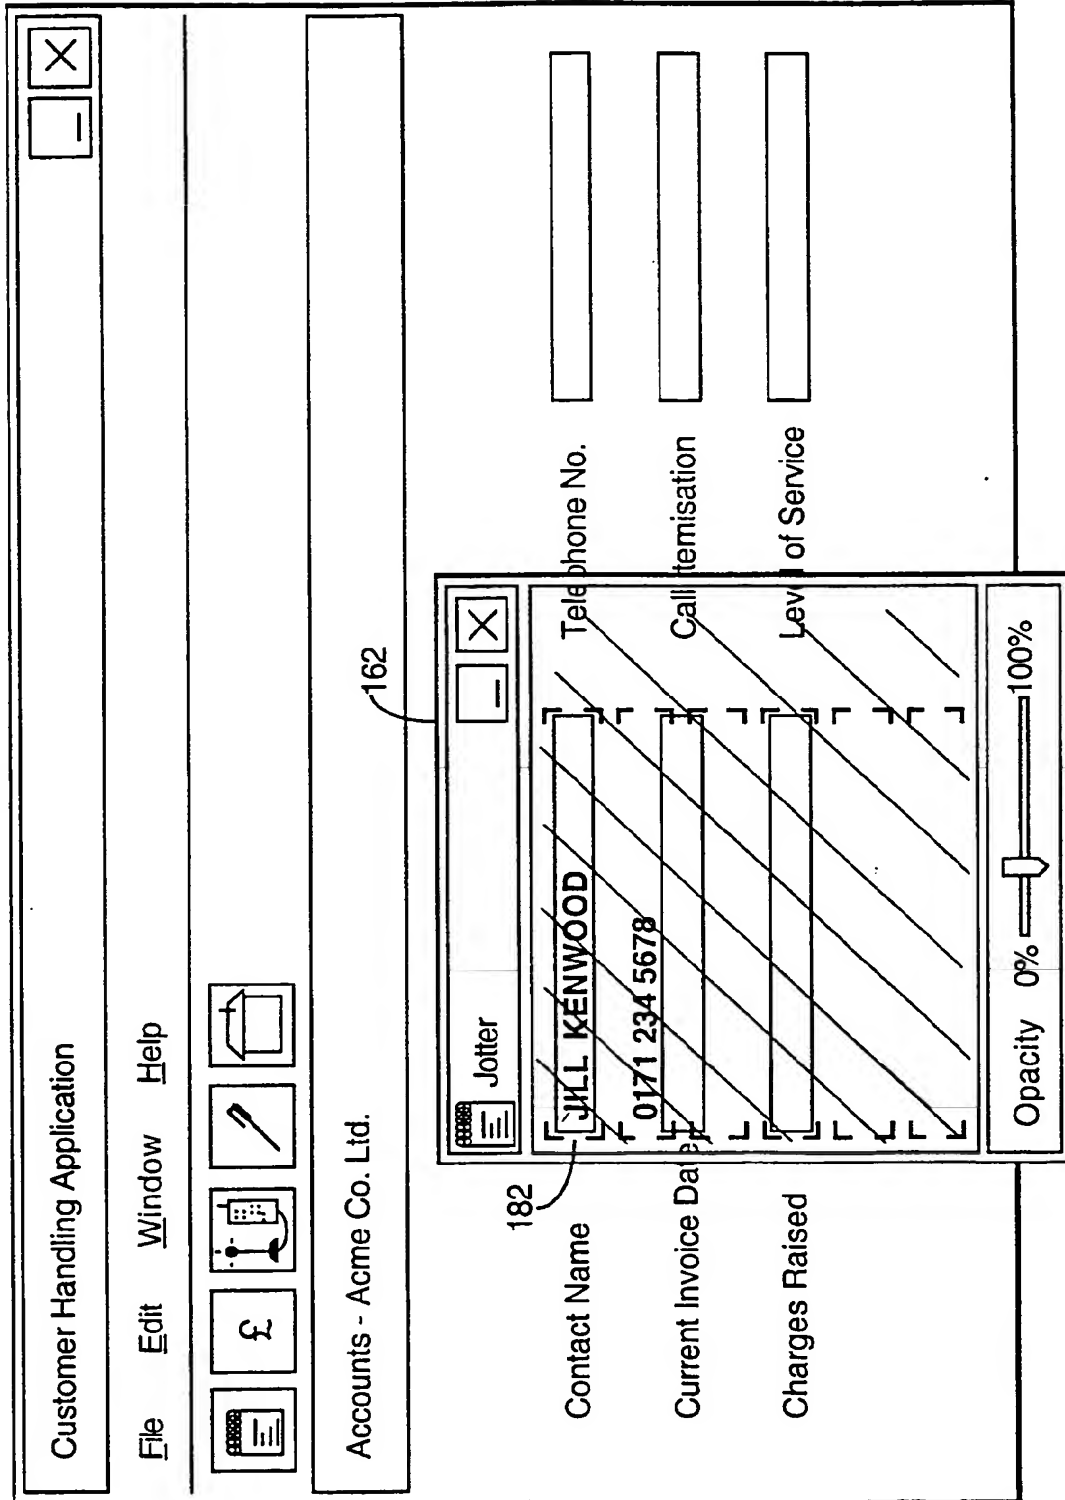 Customer Handling Application
File Edit Window Help
£
Accounts - Acme Co. Ltd.
162
Jotter
182
Contact Name
JILL KENWOOD
Telephone No.
0171 234 5678
Current Invoice Date
Call Itemisation
Charges Raised
Level of Service
Opacity 0% 100%